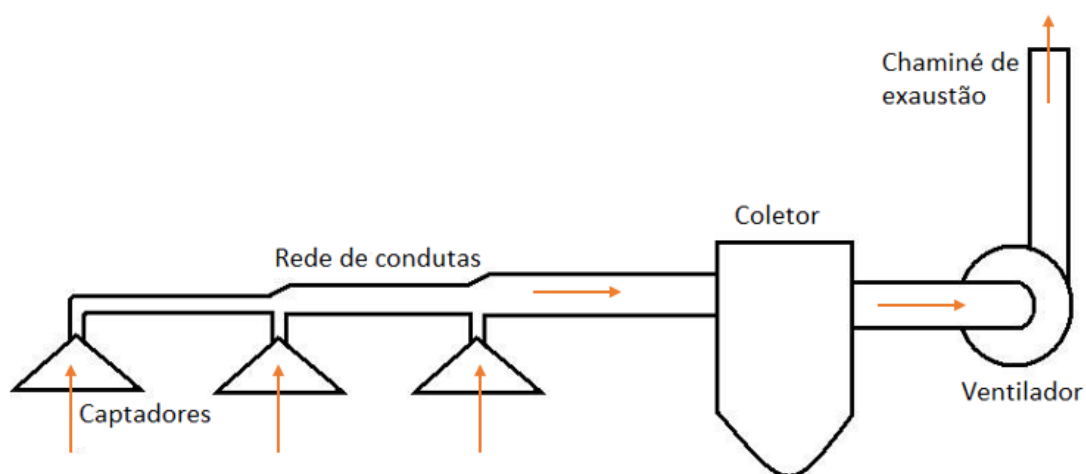 Chaminé de
exaustão
Coletor
Rede de condutas
Captadores
Ventilador